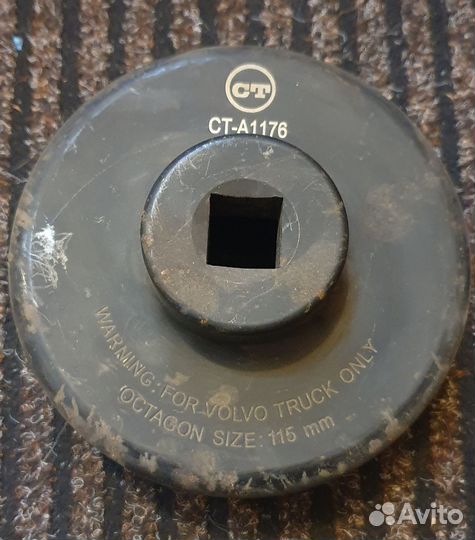 CT
CT-A1176
WARNING: FOR VOLVO TRUCK ONLY
OCTAGON SIZE: 115 mm
Avito